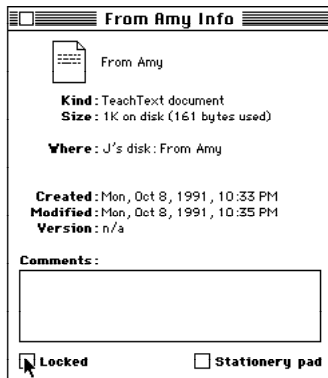 From Amy Info
From Amy
Kind: TeachText document
Size: 1K on disk (161 bytes used)
Where: J's disk: From Amy
Created: Mon, Oct 8, 1991, 10:33 PM
Modified: Mon, Oct 8, 1991, 10:35 PM
Version: n/a
Comments:
Locked Stationery pad